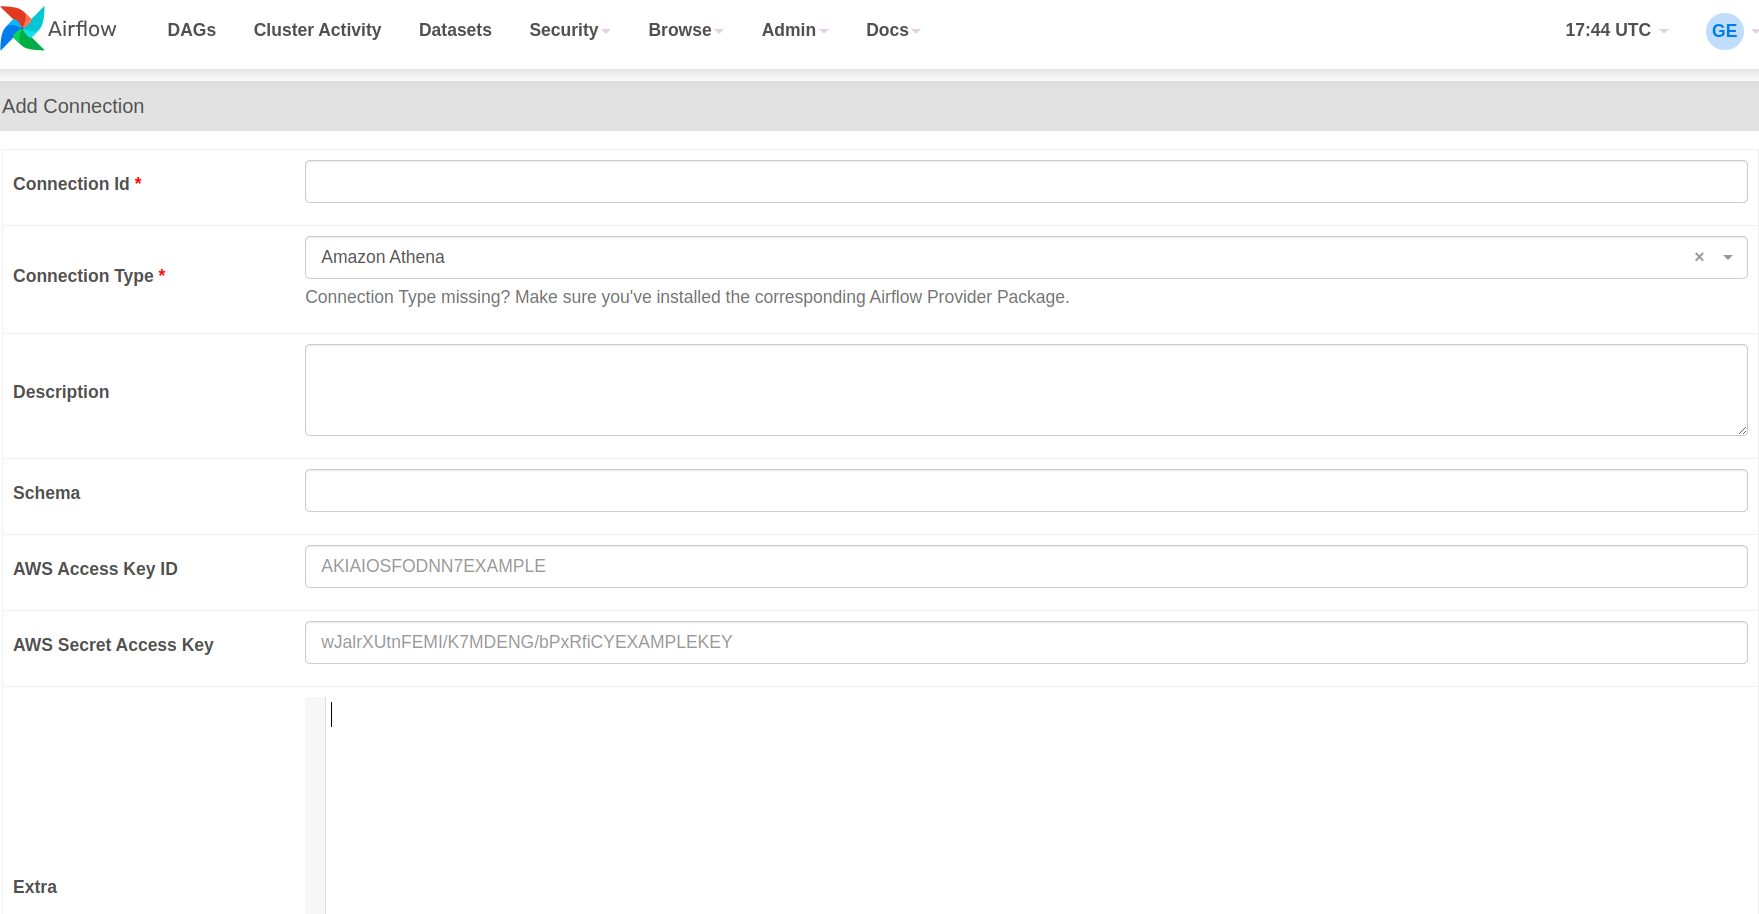 Airflow DAGs Cluster Activity Datasets Security Browse Admin Docs 17:44 UTC GE
Add Connection
Connection Id *
Connection Type * Amazon Athena ×
Connection Type missing? Make sure you've installed the corresponding Airflow Provider Package.
Description
Schema
AWS Access Key ID AKIAIOSFODNN7EXAMPLE
AWS Secret Access Key wJalrXUtnFEMI/K7MDENG/bPxRfiCYEXAMPLEKEY
Extra